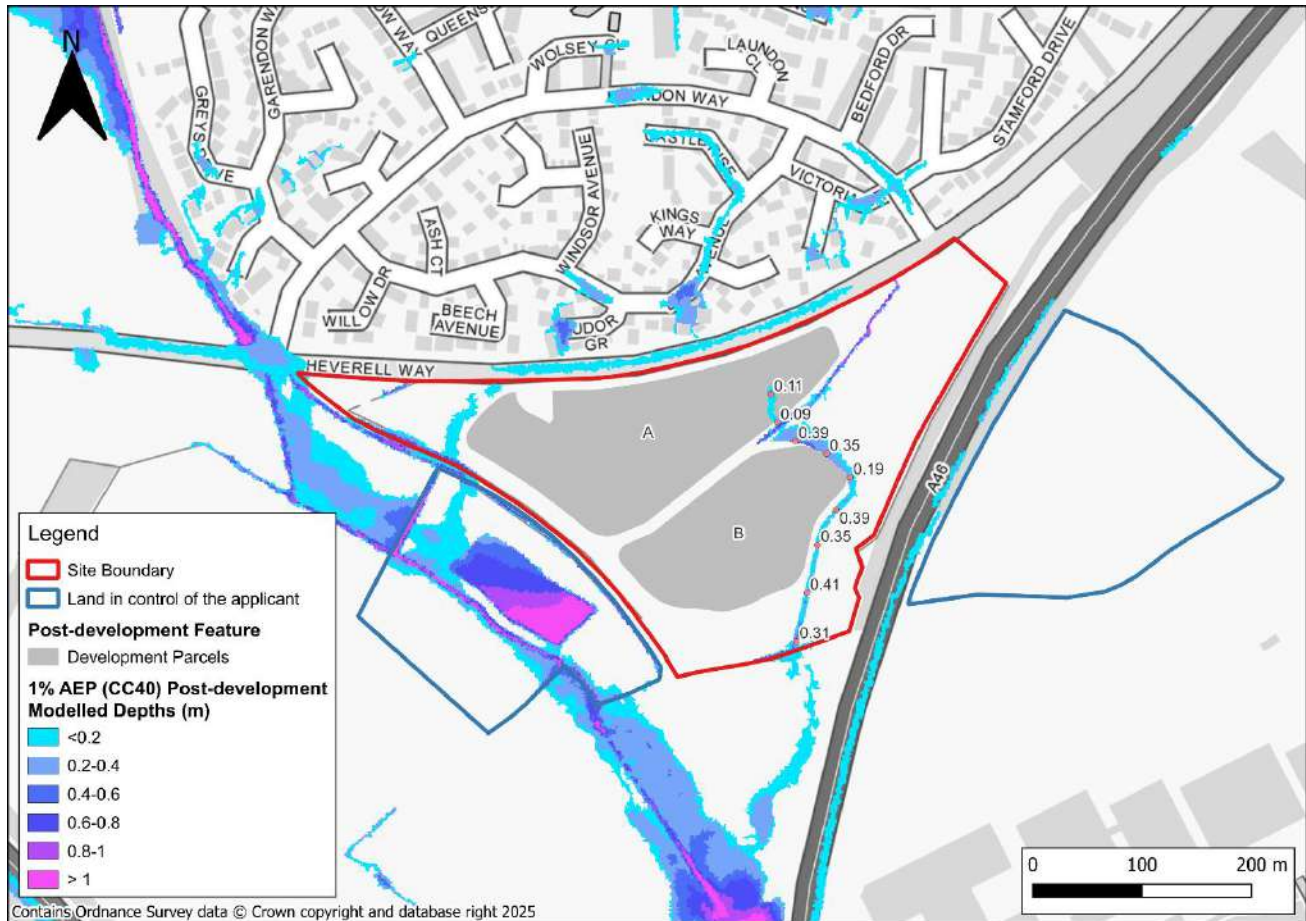 N
GREYS
GARENDON WA
OW WAY
QUEENS
WOLSEY CL
LAUNDON
CL
BEDFORD DR
STAMFORD DRIVE
NDON WAY
VICTORI
WINDSOR AVENUE
KINGS
WAY
AVENUE
ASH CT
WILLOW DR
BEECH
AVENUE
UDOR
GR
HEVERELL WAY
A46
A
B
0.11
0.09
0.39
0.35
0.19
0.39
0.35
0.41
0.31
Legend
Site Boundary
Land in control of the applicant
Post-development Feature
Development Parcels
1% AEP (CC40) Post-development
Modelled Depths (m)
<0.2
0.2-0.4
0.4-0.6
0.6-0.8
0.8-1
> 1
0 100 200 m
Contains Ordnance Survey data © Crown copyright and database right 2025